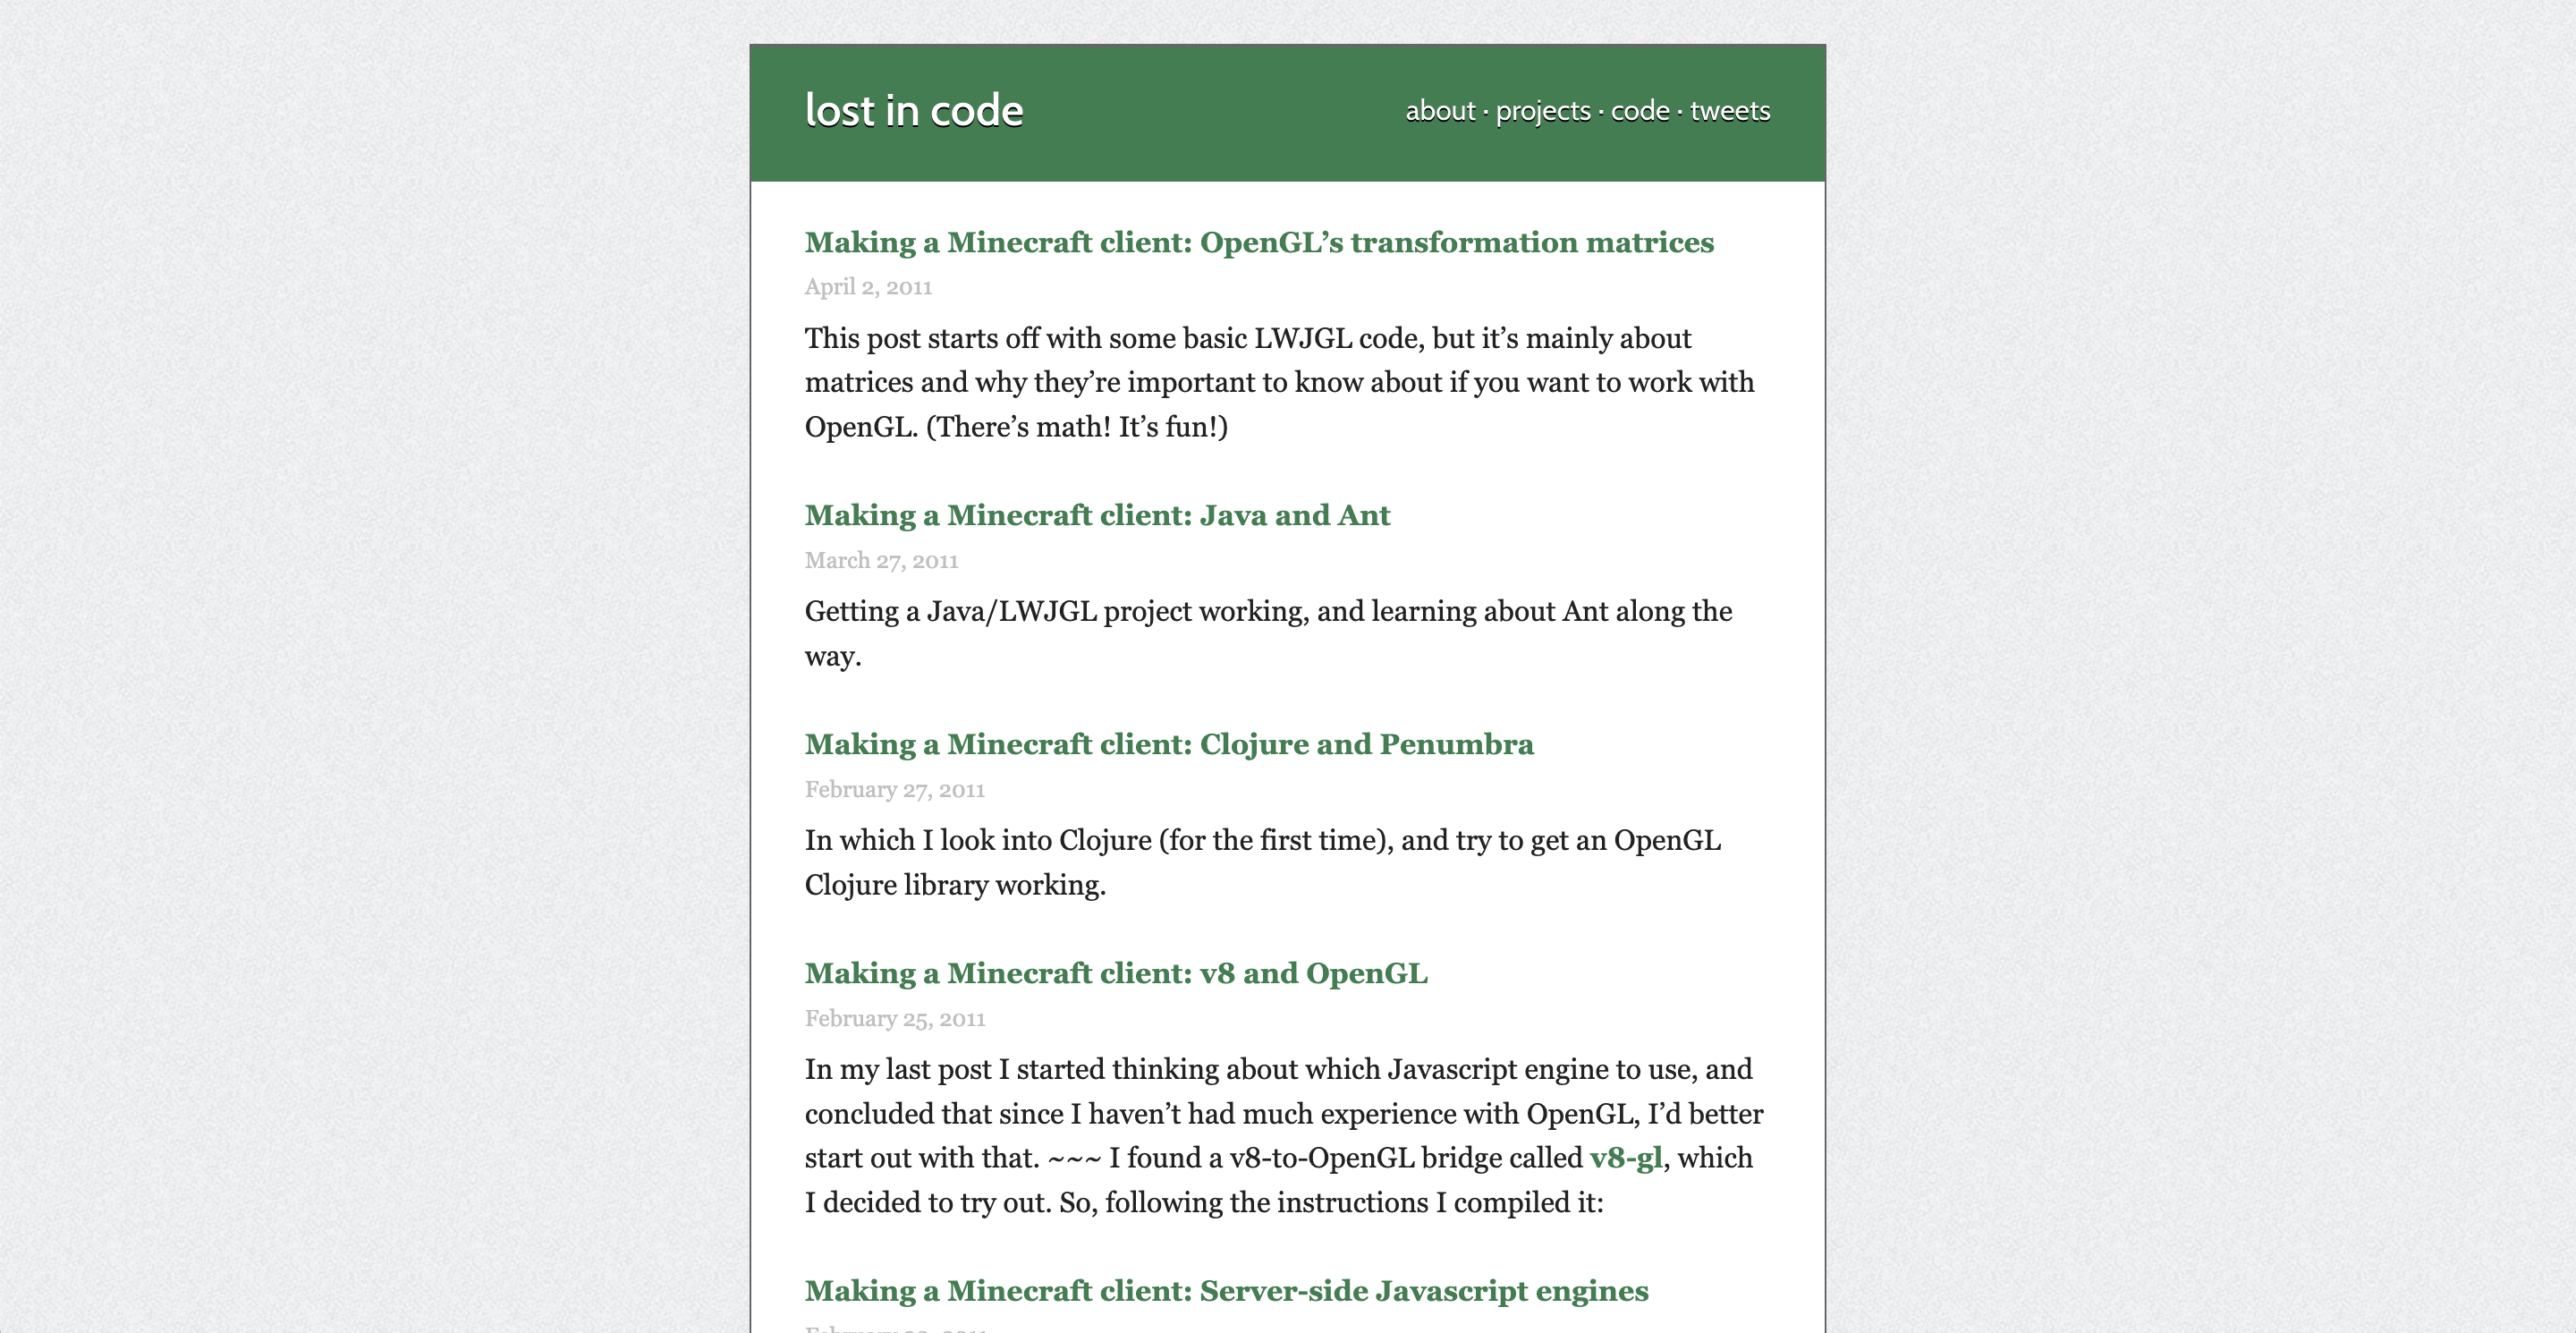 lost in code
about · projects · code · tweets
Making a Minecraft client: OpenGL’s transformation matrices
April 2, 2011
This post starts off with some basic LWJGL code, but it’s mainly about
matrices and why they’re important to know about if you want to work with
OpenGL. (There’s math! It’s fun!)
Making a Minecraft client: Java and Ant
March 27, 2011
Getting a Java/LWJGL project working, and learning about Ant along the
way.
Making a Minecraft client: Clojure and Penumbra
February 27, 2011
In which I look into Clojure (for the first time), and try to get an OpenGL
Clojure library working.
Making a Minecraft client: v8 and OpenGL
February 25, 2011
In my last post I started thinking about which Javascript engine to use, and
concluded that since I haven’t had much experience with OpenGL, I’d better
start out with that. ~~~ I found a v8-to-OpenGL bridge called v8-gl, which
I decided to try out. So, following the instructions I compiled it:
Making a Minecraft client: Server-side Javascript engines